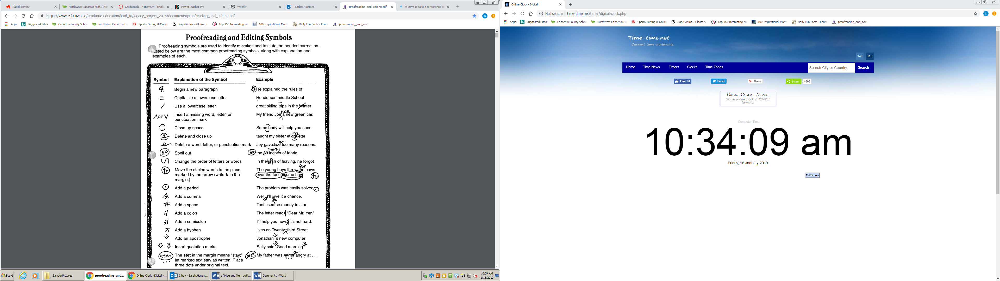 RapidIdentity
Northwest Cabarrus High / Hor
Gradebook - Honeycutt - Englis
PowerTeacher Pro
Weebly
Teacher-Rosters
proofreading_and_editing.pdf
9 ways to take a screenshot on
https://www.edu.uwo.ca/graduate-education/lead_ta/legacy_project_2014/documents/proofreading_and_editing.pdf
Apps
Suggested Sites
Cabarrus County Schoo
Northwest Cabarrus Hi
Sports Betting & Online
Rap Genius – Glossary
Top 155 Interesting an
100 Inspirational Motiv
Daily Fun Facts - Educa
proofreading_and_edit
Proofreading and Editing Symbols
Proofreading symbols are used to identify mistakes and to state the needed correction.
sted below are the most common proofreading symbols, along with explanation and
examples of each.
Symbol Explanation of the Symbol Example
¶ Begin a new paragraph ¶He explained the rules of
≡ Capitalize a lowercase letter Henderson middle School
/ Use a lowercase letter great skiing trips in the Winter
has
∧ or ∨ Insert a missing word, letter, or My friend Joe a new green car.
punctuation mark
Close up space Some body will help you soon.
Delete and close up taught my sister etiqquette
Delete a word, letter, or punctuation mark Joy gave two too many reasons.
thirty
sp Spell out sp the 30 inches of fabric
Change the order of letters or words In the ursh of leaving, he forgot
for
tr Move the circled words to the place The young boys threw the cows
marked by the arrow (write tr in the over the fence some hay tr
margin.)
⊙ Add a period The problem was easily solved⊙
Add a comma Well, I'll give it a chance.
#
# Add a space Toni usedthe money to start
:| Add a colon The letter read:| “Dear Mr. Yen”
;| Add a semicolon I'll help you now;| it's not hard.
Add a hyphen lives on Twenty-third Street
Add an apostrophe Jonathan's new computer
Insert quotation marks Sally said, “Good morning.”
stet The stet in the margin means “stay;” stet My father was rather angry at . . .
let marked text stay as written. Place
three dots under original text.
Start
Sample Pictures
proofreading_and...
Online Clock - Digital -...
Inbox - Sarah.Honey...
of Mice and Men_outli...
Document1 - Word
10:34 AM
1/18/2019
Online Clock - Digital
Not secure | time-time.net/timer/digital-clock.php
Apps
Suggested Sites
Cabarrus County Schoo
Northwest Cabarrus Hi
Sports Betting & Online
Rap Genius – Glossary
Top 155 Interesting an
100 Inspirational Motiv
Daily Fun Facts - Educa
proofreading_and_edit
Time-time.net
Current time worldwide.
24h 12h
Home Time News Timers Clocks Time Zones Search City or Country Search
Like 24 Tweet G+ Share Share 4003
Online Clock - Digital
Digital online clock in 12h/24h
formats.
Computer Time:
10:34:09 am
Friday, 18 January 2019
Full Screen